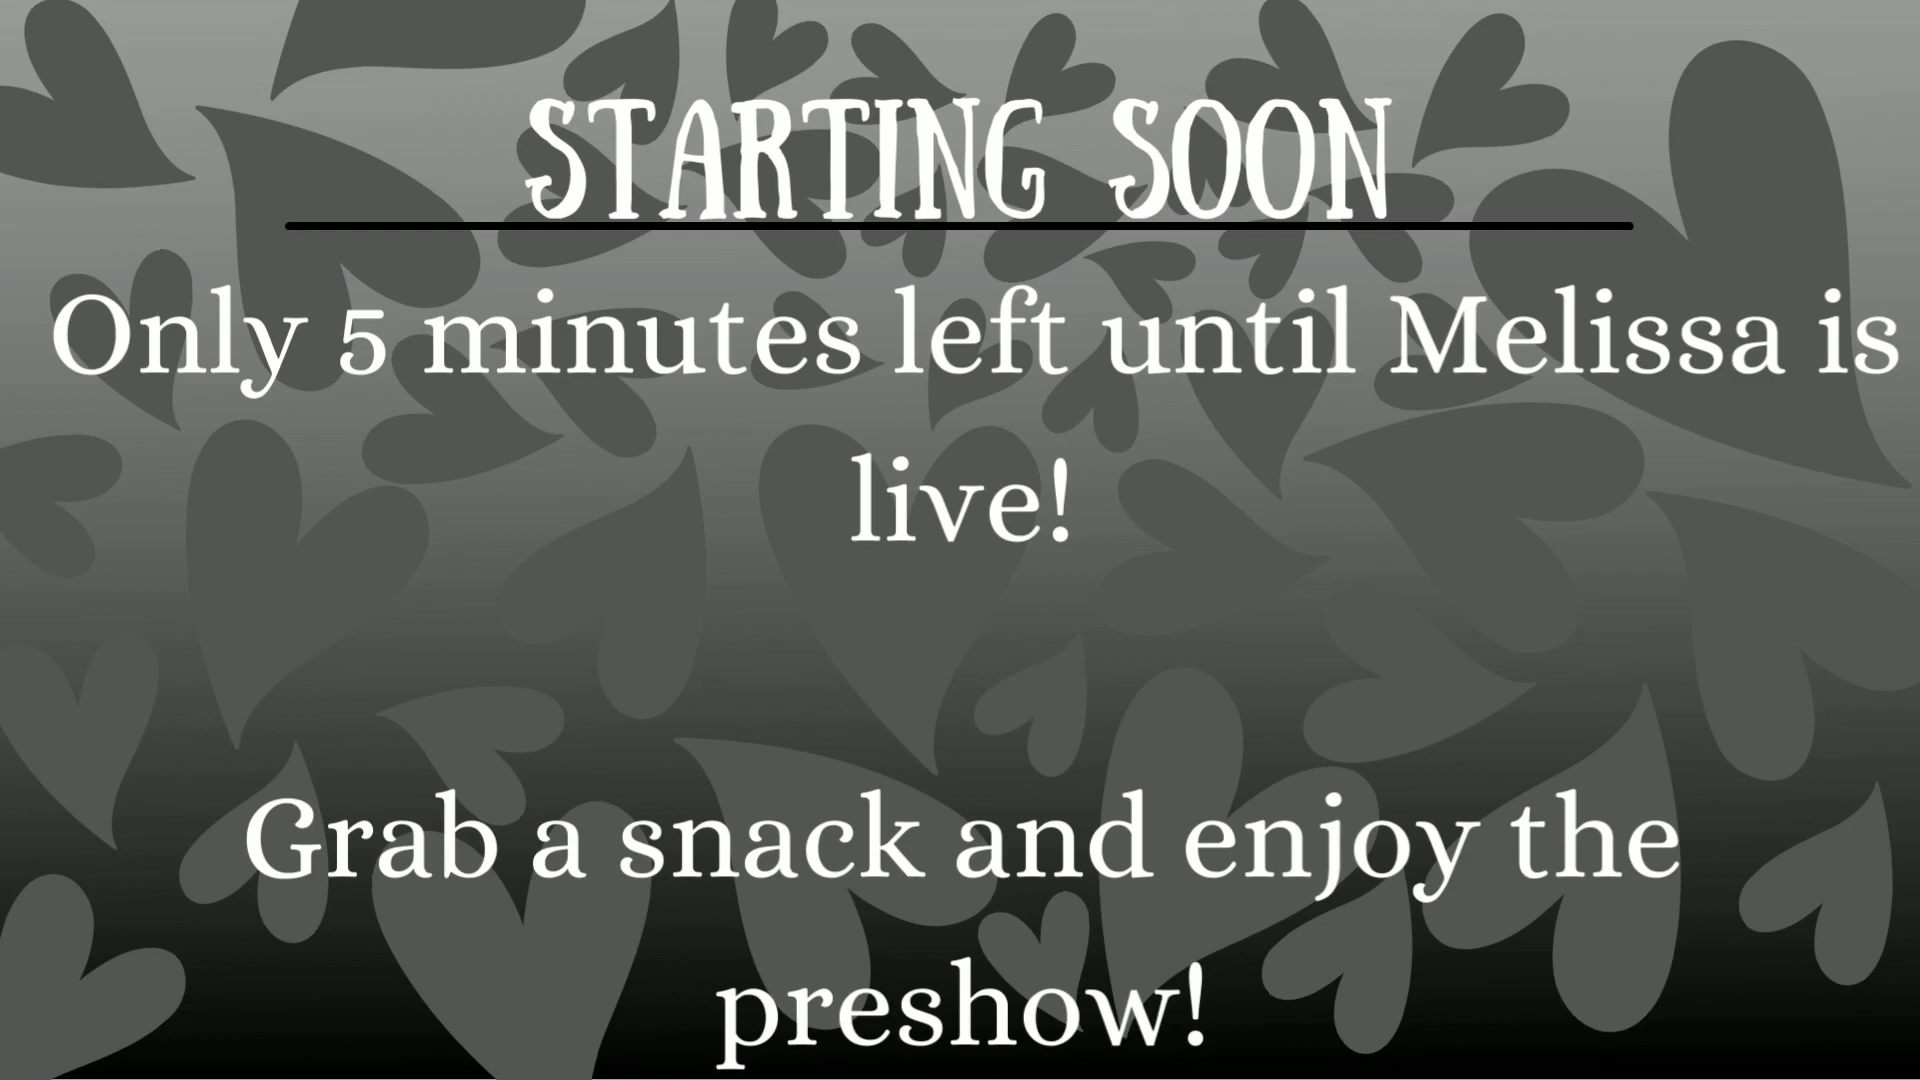 STARTING SOON
Only 5 minutes left until Melissa is
live!
Grab a snack and enjoy the
preshow!